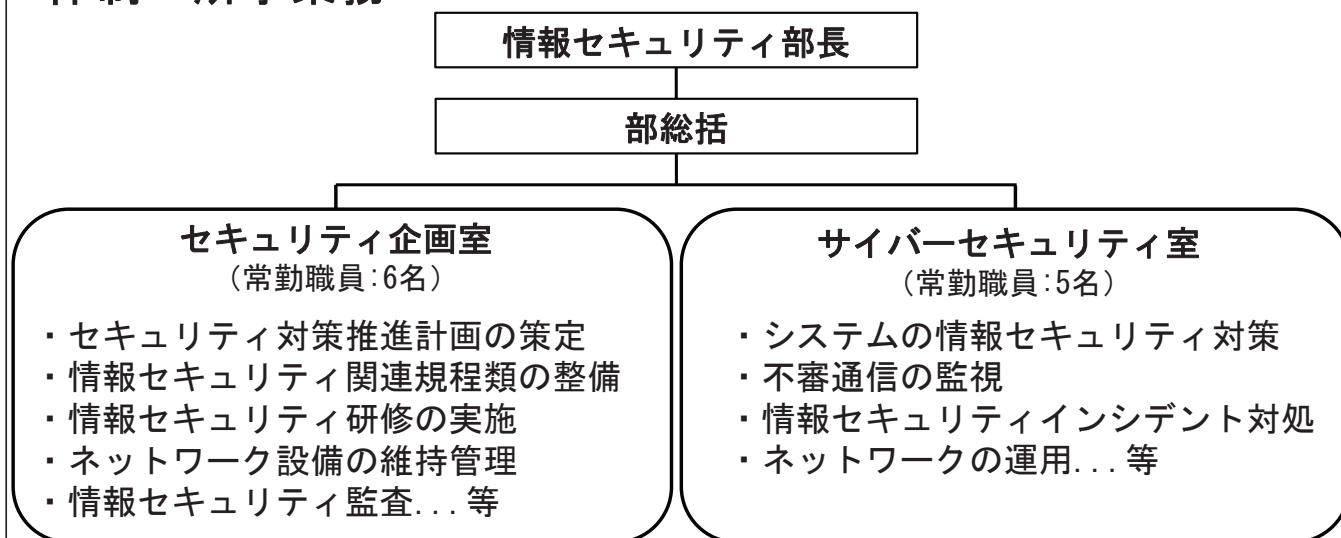 情報セキュリティ部長
部総括
セキュリティ企画室
（常勤職員:6名）
・セキュリティ対策推進計画の策定
・情報セキュリティ関連規程類の整備
・情報セキュリティ研修の実施
・ネットワーク設備の維持管理
・情報セキュリティ監査...等
サイバーセキュリティ室
（常勤職員:5名）
・システムの情報セキュリティ対策
・不審通信の監視
・情報セキュリティインシデント対処
・ネットワークの運用...等